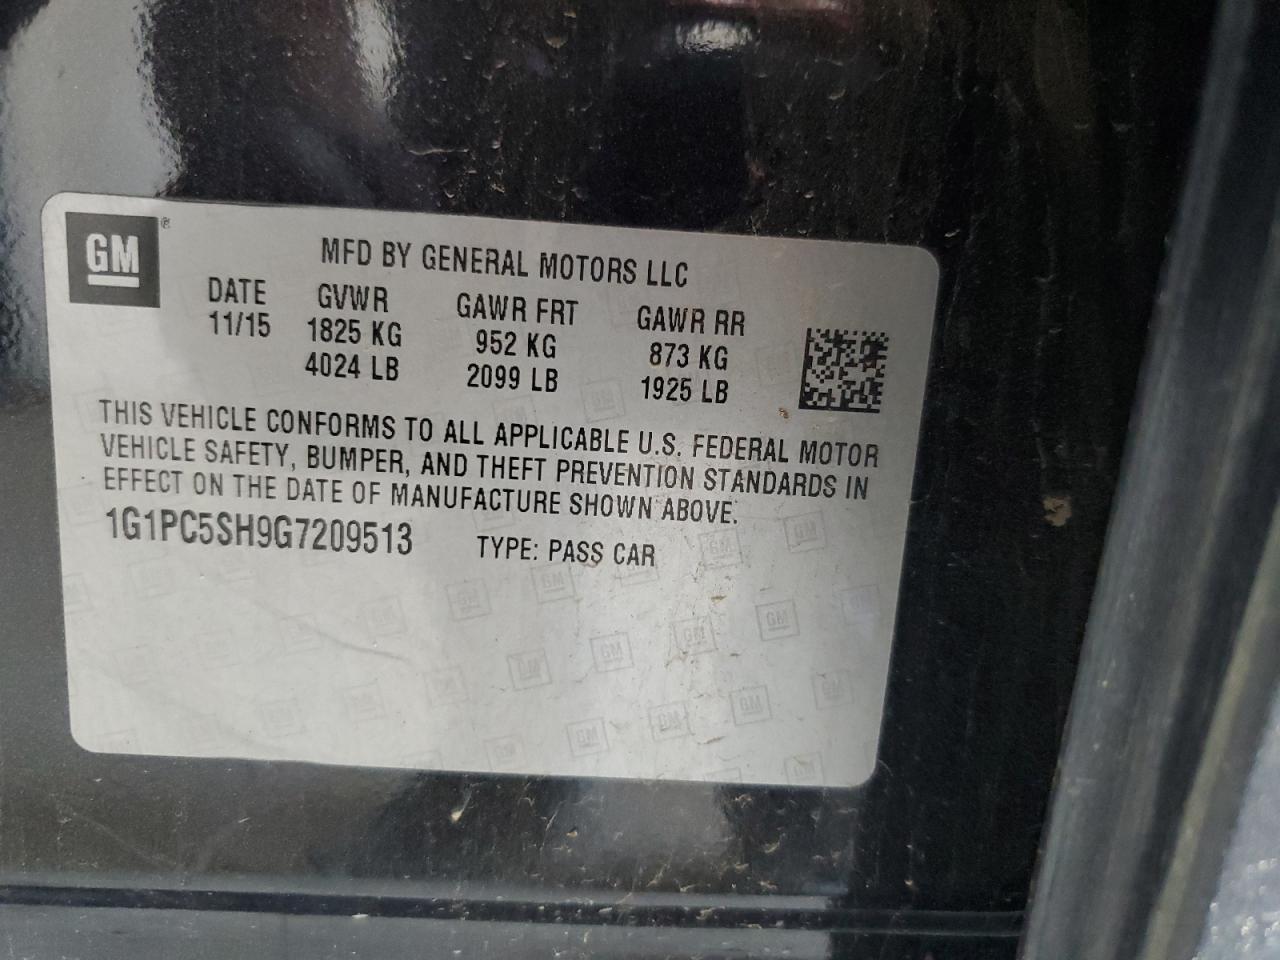 GM ®
MFD BY GENERAL MOTORS LLC
DATE GVWR GAWR FRT GAWR RR
11/15 1825 KG 952 KG 873 KG
4024 LB 2099 LB 1925 LB
THIS VEHICLE CONFORMS TO ALL APPLICABLE U.S. FEDERAL MOTOR
VEHICLE SAFETY, BUMPER, AND THEFT PREVENTION STANDARDS IN
EFFECT ON THE DATE OF MANUFACTURE SHOWN ABOVE.
1G1PC5SH9G7209513 TYPE: PASS CAR